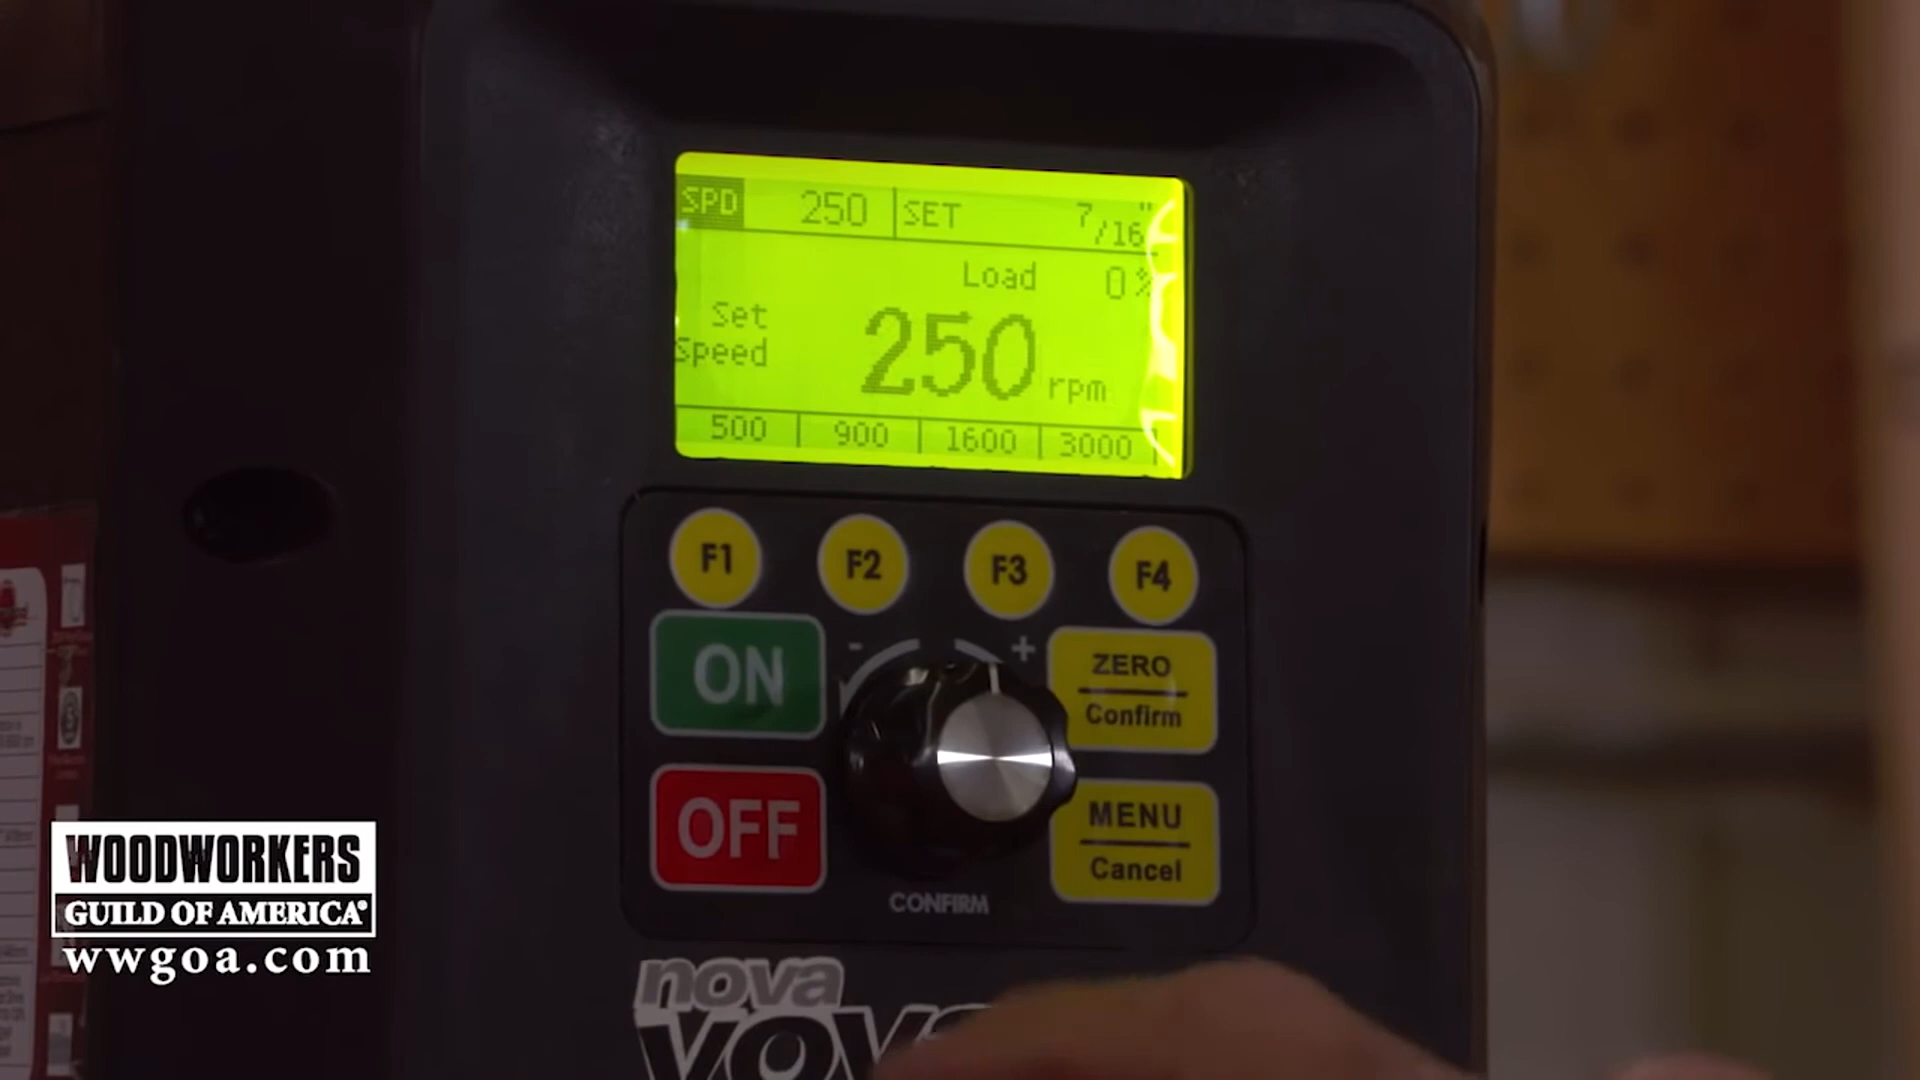 SPD 250 SET 7/16"
Load 0%
Set
Speed
250 rpm
500 900 1600 3000
F1 F2 F3 F4
ON
ZERO
Confirm
OFF
MENU
Cancel
- +
CONFIRM
nova
WOODWORKERS
GUILD OF AMERICA®
wwgoa.com